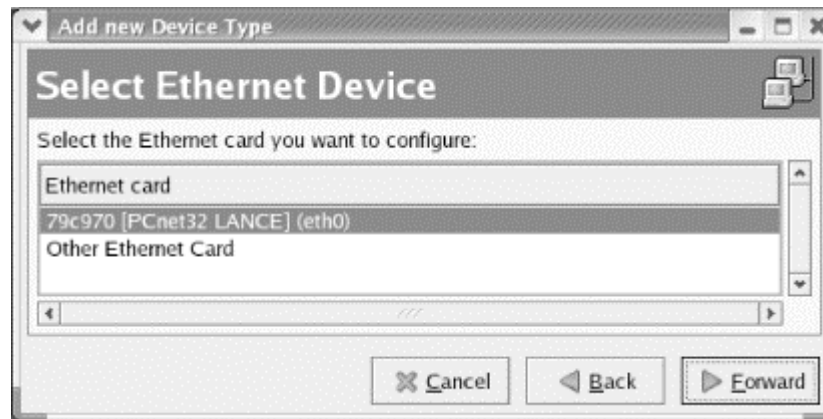 Add new Device Type
Select Ethernet Device
Select the Ethernet card you want to configure:
Ethernet card
79c970 [PCnet32 LANCE] (eth0)
Other Ethernet Card
Cancel Back Forward